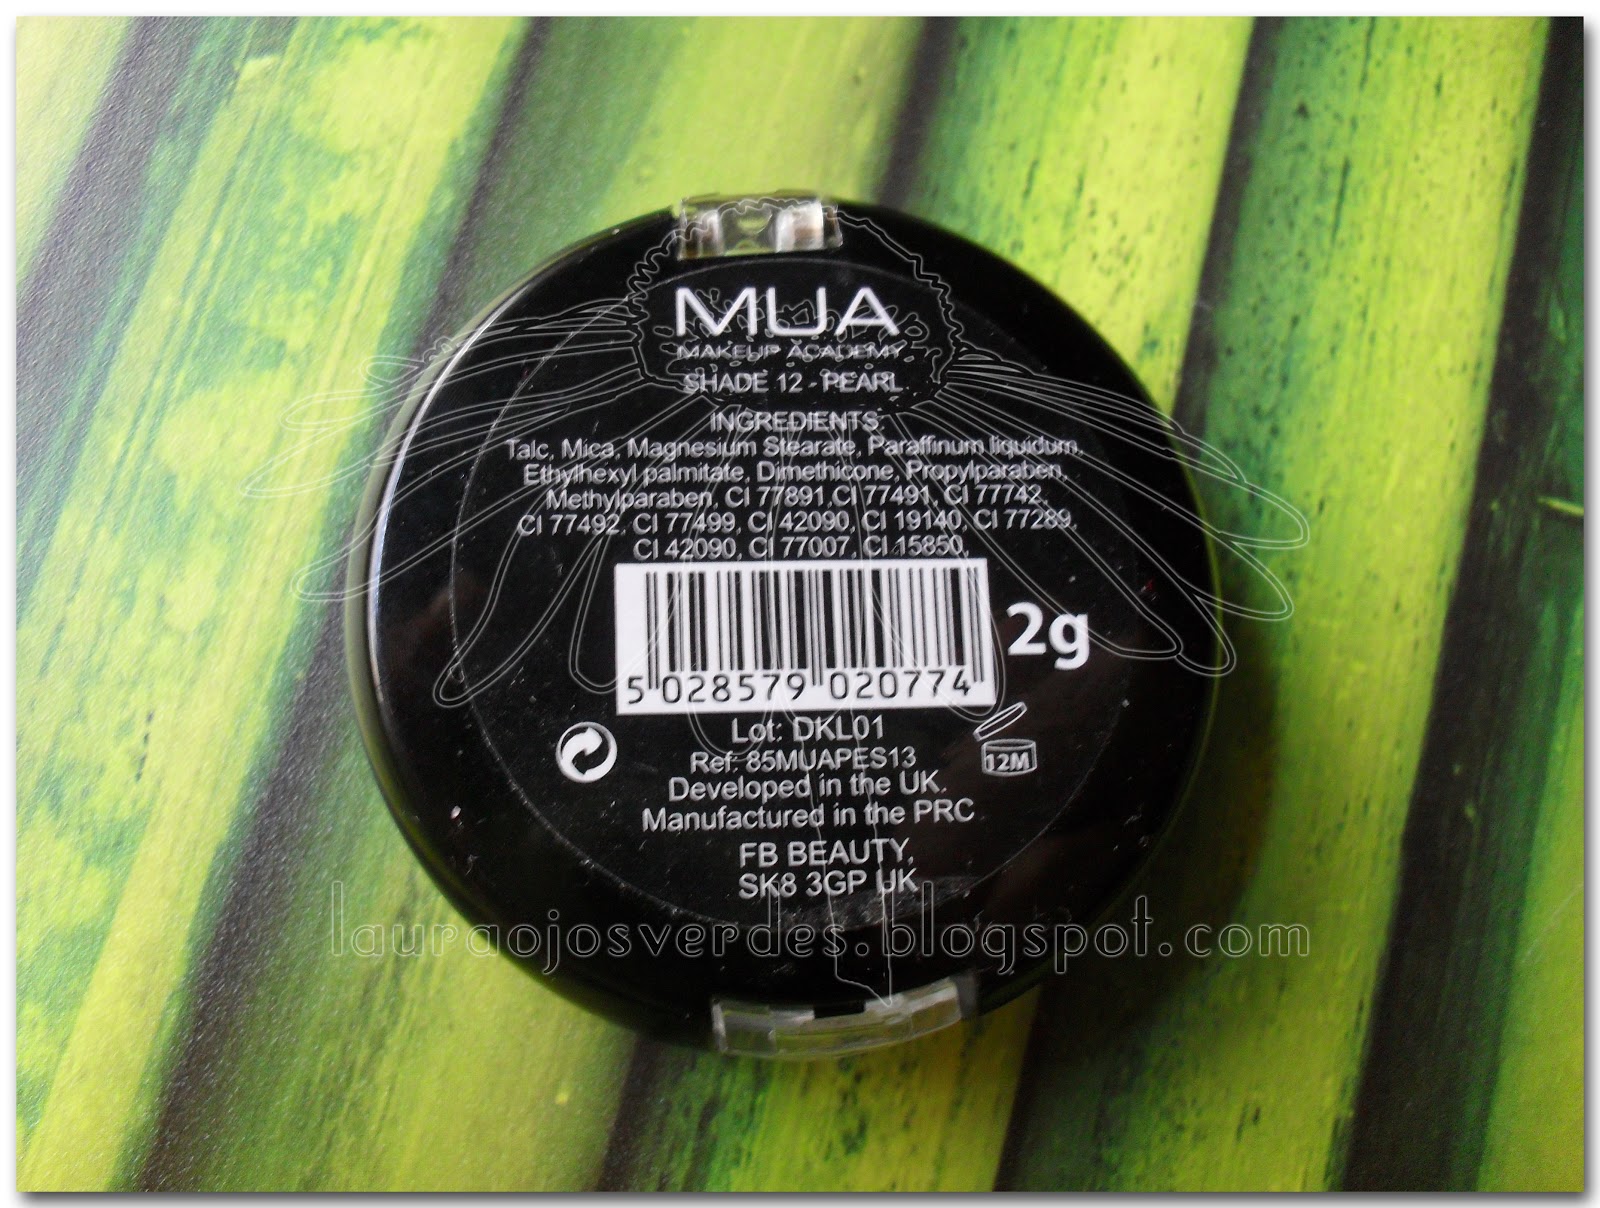 MUA
MAKEUP ACADEMY
SHADE 12 - PEARL
INGREDIENTS:
Talc, Mica, Magnesium Stearate, Paraffinum liquidum,
Ethylhexyl palmitate, Dimethicone, Propylparaben,
Methylparaben, CI 77891,CI 77491, CI 77742,
CI 77492, CI 77499, CI 42090, CI 19140, CI 77289,
CI 42090, CI 77007, CI 15850,
2g
5 028579 020774
Lot: DKL01
12M
Ref: 85MUAPES13
Developed in the UK.
Manufactured in the PRC
FB BEAUTY,
SK8 3GP UK
lauraojosverdes.blogspot.com